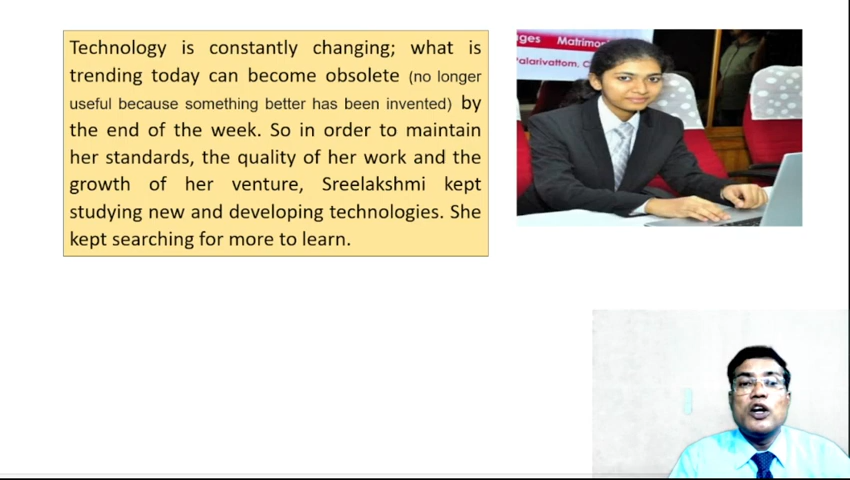 Technology is constantly changing; what is
trending today can become obsolete (no longer
useful because something better has been invented) by
the end of the week. So in order to maintain
her standards, the quality of her work and the
growth of her venture, Sreelakshmi kept
studying new and developing technologies. She
kept searching for more to learn.
ges Matrimo
alarivattom, C